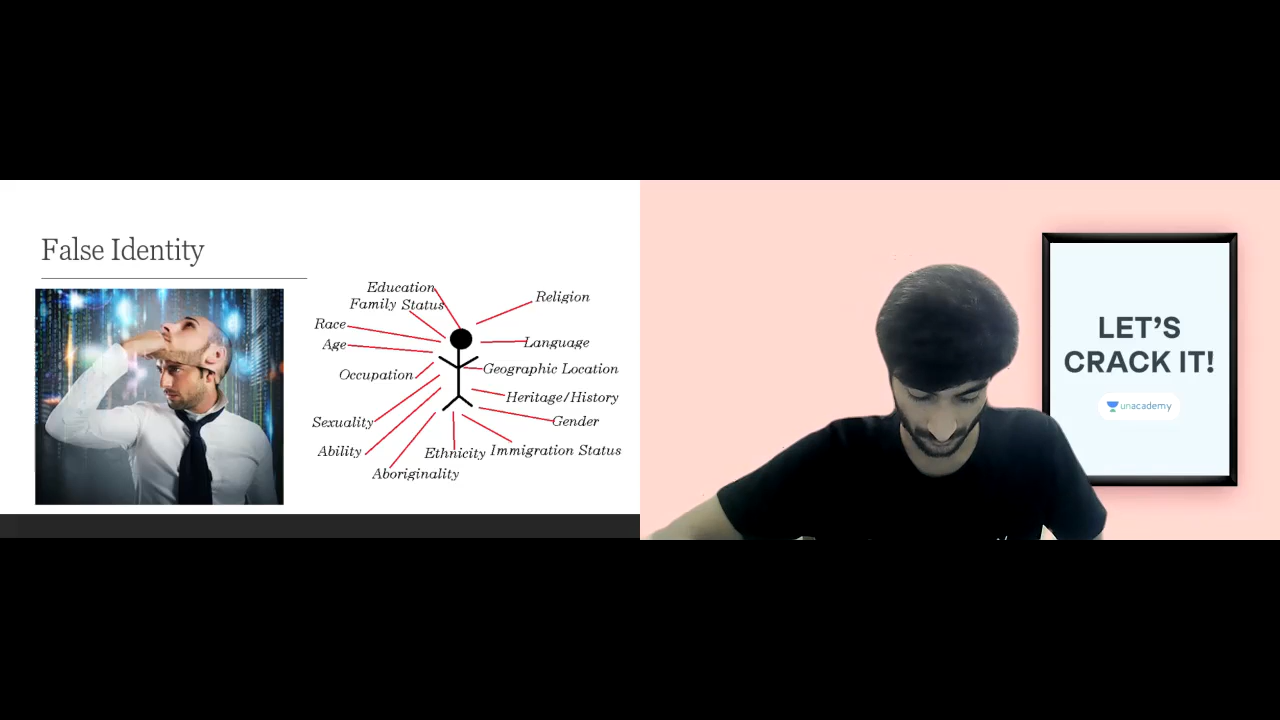 False Identity
Education
Family Status
Race
Age
Occupation
Sexuality
Ability
Aboriginality
Ethnicity
Immigration Status
Gender
Heritage/History
Geographic Location
Language
Religion
LET'S
CRACK IT!
unacademy